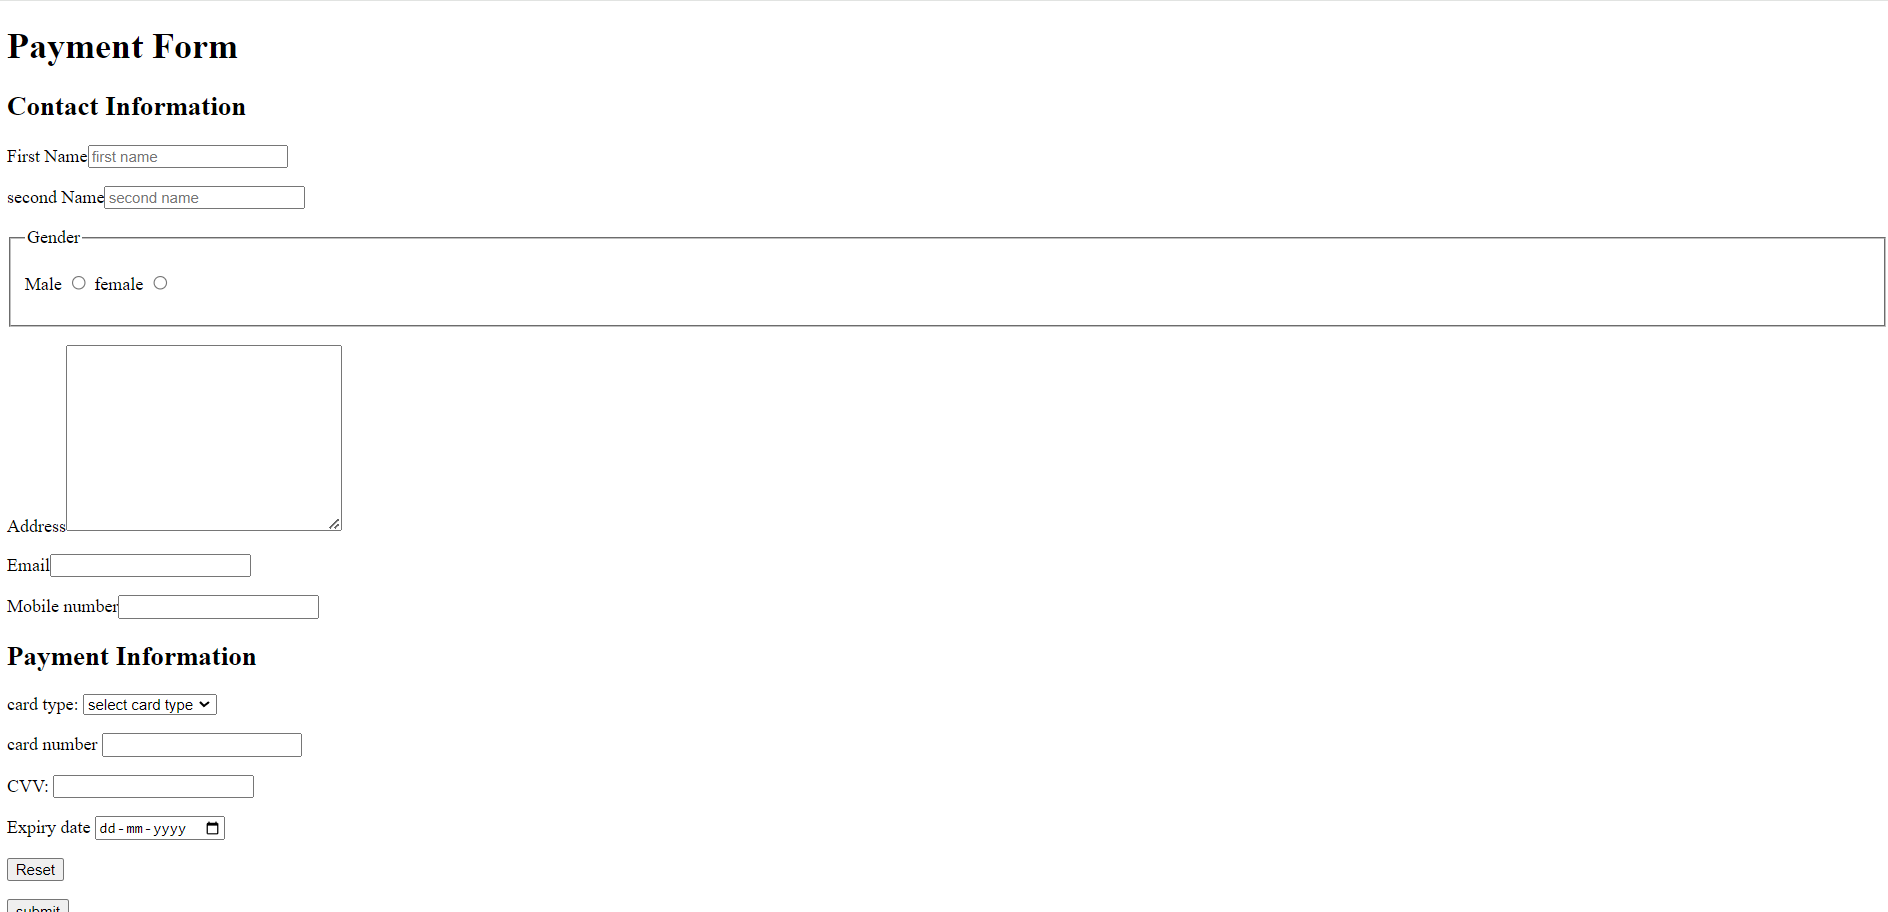 Payment Form
Contact Information
First Name first name
second Name second name
Gender
Male female
Address
Email
Mobile number
Payment Information
card type: select card type
card number
CVV:
Expiry date dd-mm-yyyy
Reset
submit